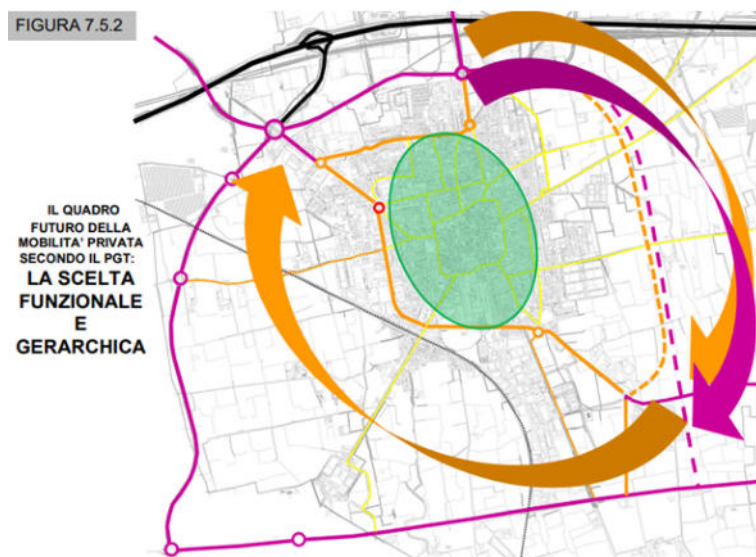 FIGURA 7.5.2
IL QUADRO
FUTURO DELLA
MOBILITA' PRIVATA
SECONDO IL PGT:
LA SCELTA
FUNZIONALE
E
GERARCHICA